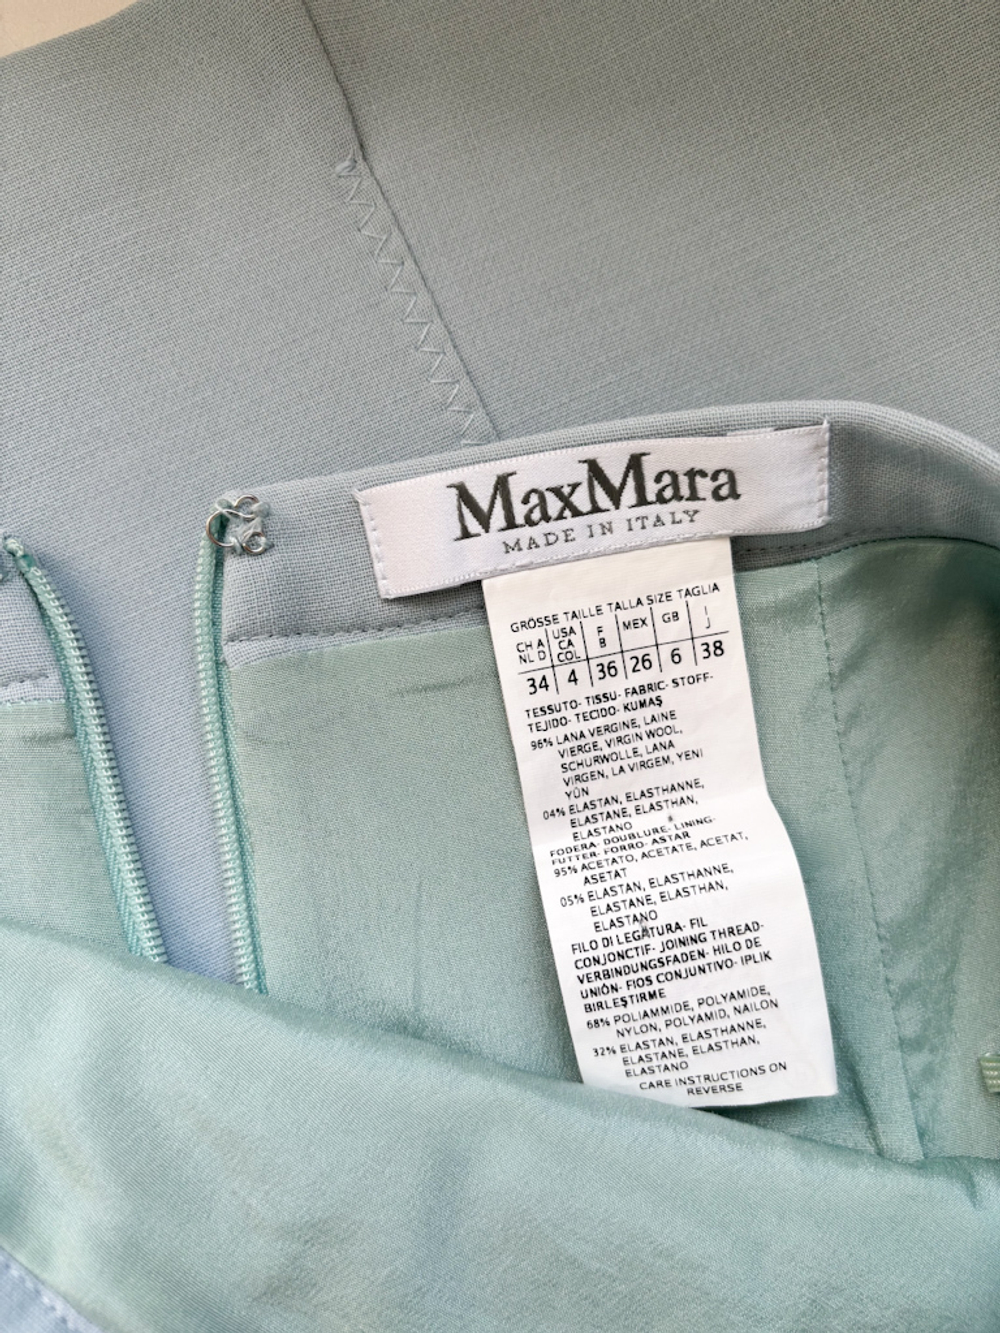 MaxMara
MADE IN ITALY
GRÖSSE TAILLE TALLA SIZE TAGLIA
CH A NL D USA CA COL F B MEX GB I J
34 4 36 26 6 38
TESSUTO- TISSU- FABRIC- STOFF-
TEJIDO- TECIDO- KUMAŞ
96% LANA VERGINE, LAINE
VIERGE, VIRGIN WOOL,
SCHURWOLLE, LANA
VIRGEN, LA VIRGEM, YENI
YÜN
04% ELASTAN, ELASTHANNE,
ELASTANE, ELASTHAN,
ELASTANO
FODERA- DOUBLURE- LINING-
FUTTER- FORRO- ASTAR
95% ACETATO, ACETATE, ACETAT,
ASETAT
05% ELASTAN, ELASTHANNE,
ELASTANE, ELASTHAN,
ELASTANO
FILO DI LEGATURA- FIL
CONJONCTIF- JOINING THREAD-
VERBINDUNGSFADEN- HILO DE
UNIÓN- FIOS CONJUNTIVO- IPLIK
BIRLEŞTIRME
68% POLIAMMIDE, POLYAMIDE,
NYLON, POLYAMID, NAILON
32% ELASTAN, ELASTHANNE,
ELASTANE, ELASTHAN,
ELASTANO
CARE INSTRUCTIONS ON
REVERSE